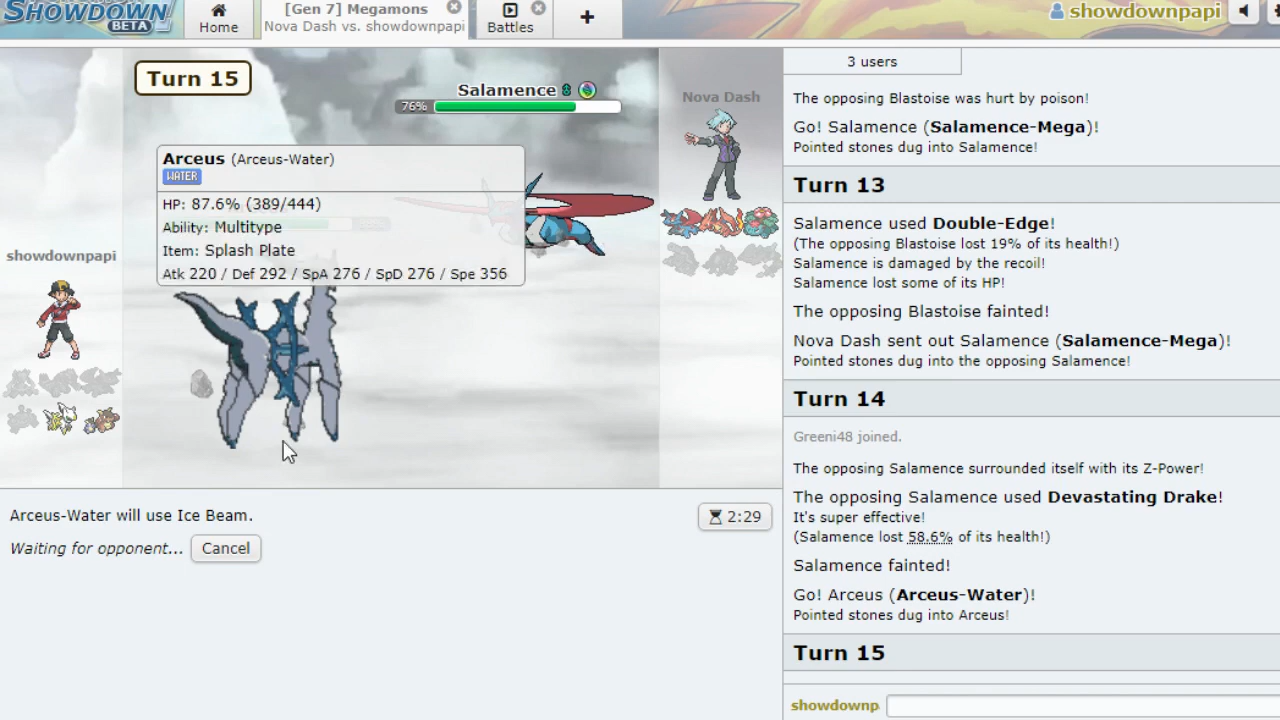 SHOWDOWN
BETA
Home
[Gen 7] Megamons
Nova Dash vs. showdownpapi
Battles
showdownpapi
Turn 15
Salamence
76%
Nova Dash
Arceus (Arceus-Water)
WATER
HP: 87.6% (389/444)
Ability: Multitype
Item: Splash Plate
Atk 220 / Def 292 / SpA 276 / SpD 276 / Spe 356
showdownpapi
Arceus-Water will use Ice Beam.
2:29
Waiting for opponent...
Cancel
3 users
The opposing Blastoise was hurt by poison!
Go! Salamence (Salamence-Mega)!
Pointed stones dug into Salamence!
Turn 13
Salamence used Double-Edge!
(The opposing Blastoise lost 19% of its health!)
Salamence is damaged by the recoil!
Salamence lost some of its HP!
The opposing Blastoise fainted!
Nova Dash sent out Salamence (Salamence-Mega)!
Pointed stones dug into the opposing Salamence!
Turn 14
Greeni48 joined.
The opposing Salamence surrounded itself with its Z-Power!
The opposing Salamence used Devastating Drake!
It's super effective!
(Salamence lost 58.6% of its health!)
Salamence fainted!
Go! Arceus (Arceus-Water)!
Pointed stones dug into Arceus!
Turn 15
showdownp